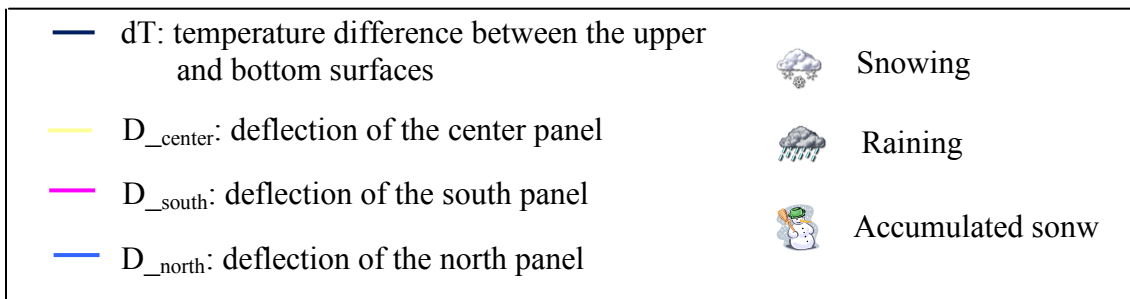 dT: temperature difference between the upper
and bottom surfaces
D_center: deflection of the center panel
D_south: deflection of the south panel
D_north: deflection of the north panel
Snowing
Raining
Accumulated sonw